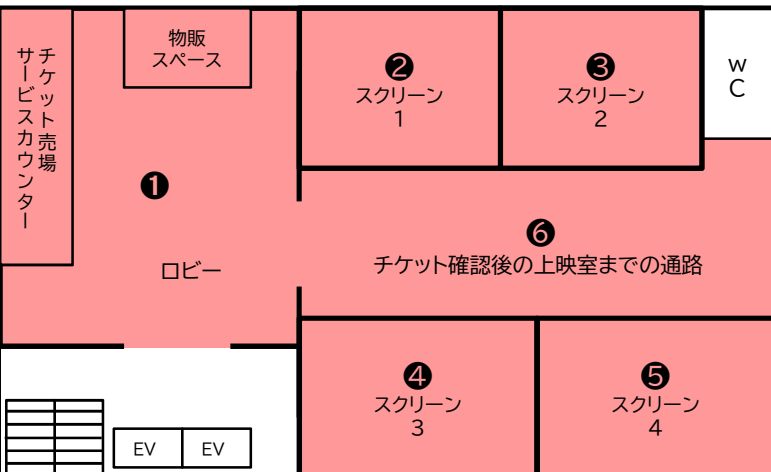 チケット売場
サービスカウンター
物販
スペース
❶
ロビー
❷
スクリーン
1
❸
スクリーン
2
W
C
❻
チケット確認後の上映室までの通路
❹
スクリーン
3
❺
スクリーン
4
EV
EV